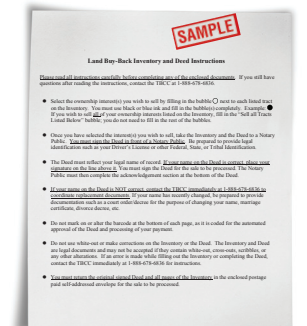 SAMPLE
Land Buy-Back Inventory and Deed Instructions
Please read all instructions carefully before completing any of the enclosed documents. If you still have
questions after reading the instructions, contact the TBCC at 1-888-678-6836.
● Select the ownership interest(s) you wish to sell by filling in the bubble O next to each listed tract
on the Inventory. You must use black or blue ink and fill in the bubble(s) completely. Example: ●
If you wish to sell all of your ownership interests listed on the Inventory, fill in the "Sell all Tracts
Listed Below" bubble; you do not need to fill in the rest of the bubbles.
● Once you have selected the interest(s) you wish to sell, take the Inventory and the Deed to a Notary
Public. You must sign the Deed in front of a Notary Public. Be prepared to provide legal
identification such as your Driver's License or other Federal, State, or Tribal Identification.
● The Deed must reflect your legal name of record. If your name on the Deed is correct, place your
signature on the line above it. You must sign the Deed for the sale to be processed. The Notary
Public must then complete the acknowledgement section at the bottom of the Deed.
● If your name on the Deed is NOT correct, contact the TBCC immediately at 1-888-678-6836 to
coordinate replacement documents. If your name has recently changed, be prepared to provide
documentation such as a court order/decree for the purpose of changing your name, marriage
certificate, divorce decree, etc.
● Do not mark on or alter the barcode at the bottom of each page, as it is coded for the automated
approval of the Deed and processing of your payment.
● Do not use white-out or make corrections on the Inventory or the Deed. The Inventory and Deed
are legal documents and may not be accepted if they contain white-out, cross-outs, scribbles, or
any other alterations. If an error is made while filling out the Inventory or completing the Deed,
contact the TBCC immediately at 1-888-678-6836 for instructions.
● You must return the original signed Deed and all pages of the Inventory in the enclosed postage
paid self-addressed envelope for the sale to be processed.